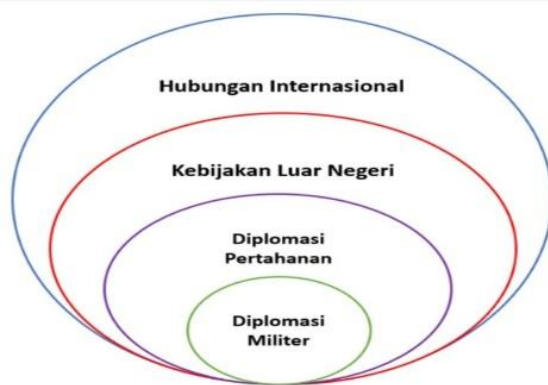 Hubungan Internasional
Kebijakan Luar Negeri
Diplomasi
Pertahanan
Diplomasi
Militer